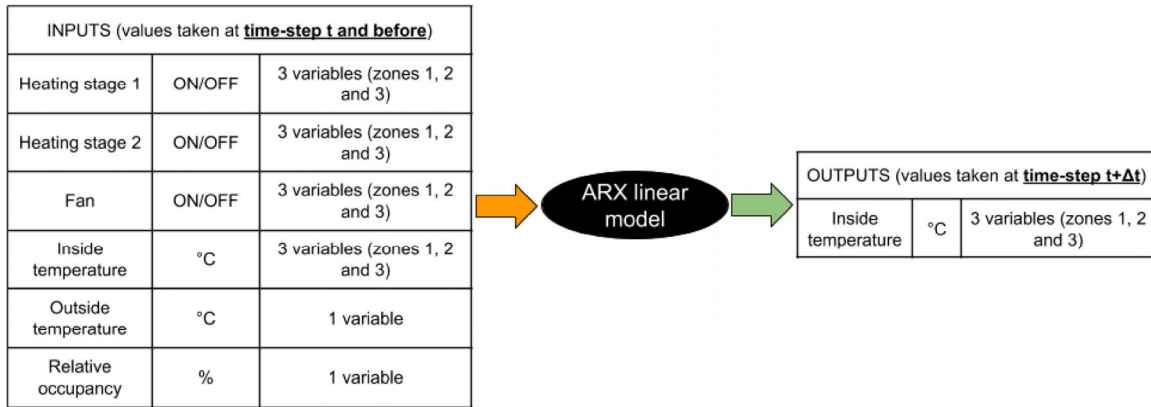 INPUTS (values taken at time-step t and before)
Heating stage 1
ON/OFF
3 variables (zones 1, 2
and 3)
Heating stage 2
ON/OFF
3 variables (zones 1, 2
and 3)
Fan
ON/OFF
3 variables (zones 1, 2
and 3)
Inside
temperature
°C
3 variables (zones 1, 2
and 3)
Outside
temperature
°C
1 variable
Relative
occupancy
%
1 variable
ARX linear
model
OUTPUTS (values taken at time-step t+Δt)
Inside
temperature
°C
3 variables (zones 1, 2
and 3)